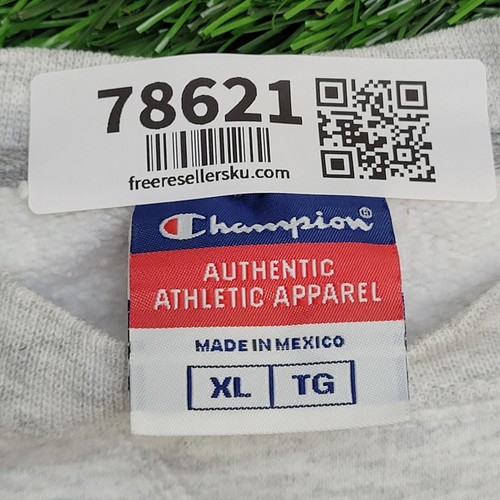 78621
freeresellersku.com
Champion®
AUTHENTIC
ATHLETIC APPAREL
MADE IN MEXICO
XL TG